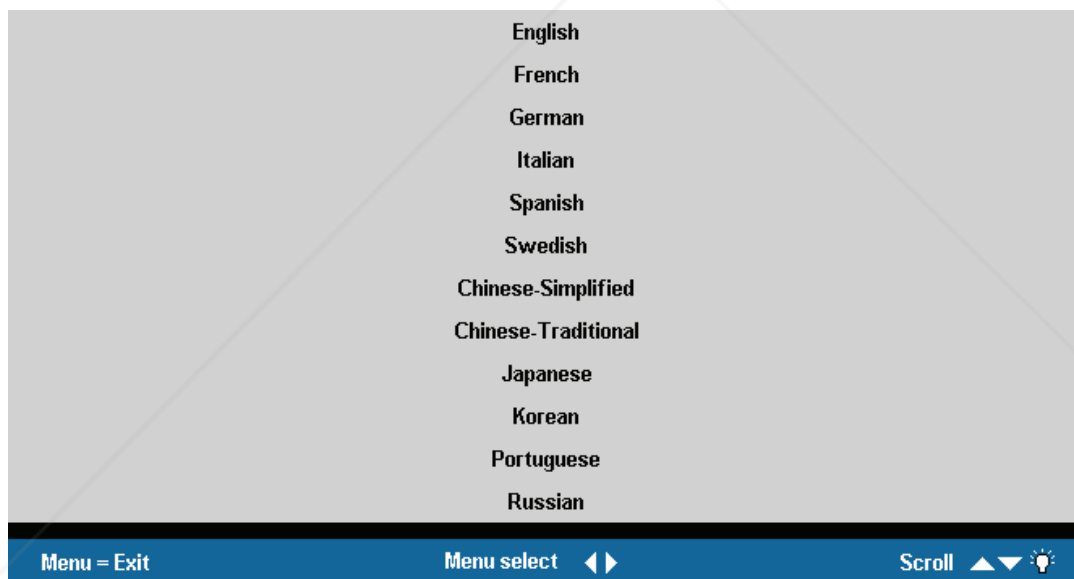 English
French
German
Italian
Spanish
Swedish
Chinese-Simplified
Chinese-Traditional
Japanese
Korean
Portuguese
Russian
Menu = Exit Menu select Scroll